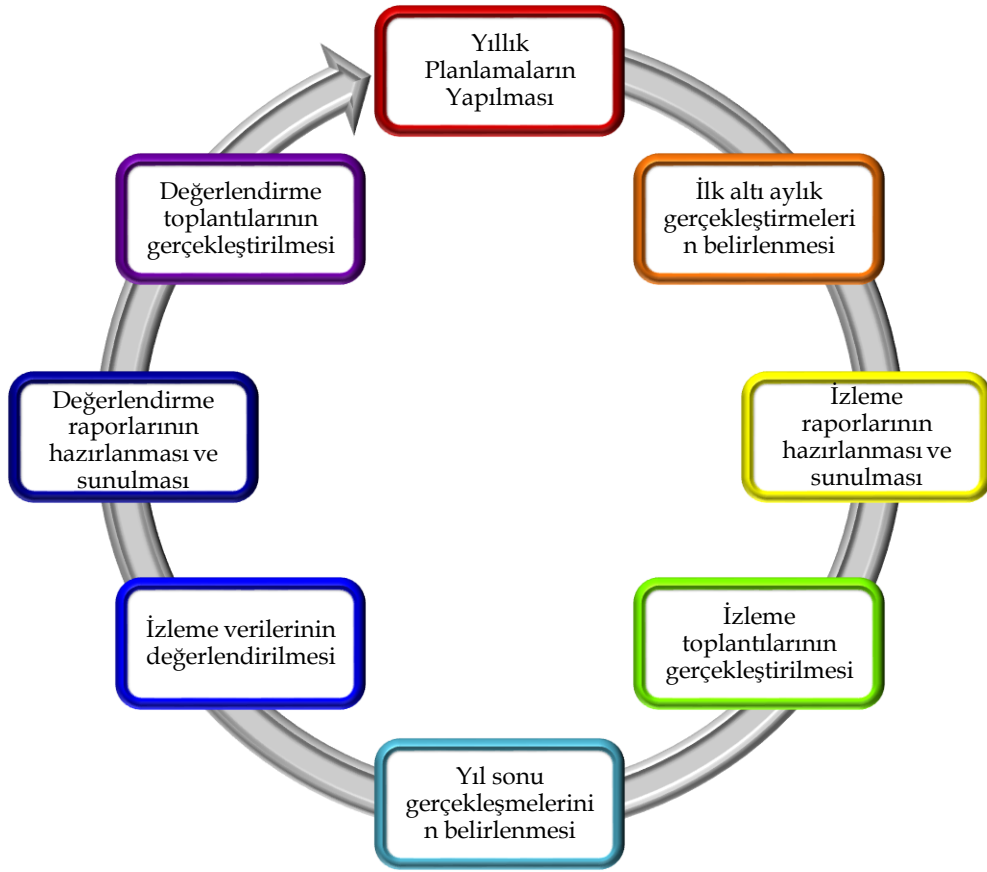 Yıllık
Planlamaların
Yapılması
İlk altı aylık
gerçekleştirmeleri
n belirlenmesi
İzleme
raporlarının
hazırlanması ve
sunulması
İzleme
toplantılarının
gerçekleştirilmesi
Yıl sonu
gerçekleşmelerini
n belirlenmesi
İzleme verilerinin
değerlendirilmesi
Değerlendirme
raporlarının
hazırlanması ve
sunulması
Değerlendirme
toplantılarının
gerçekleştirilmesi